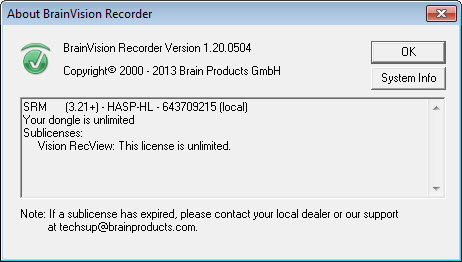 About BrainVision Recorder
BrainVision Recorder Version 1.20.0504
OK
Copyright© 2000 - 2013 Brain Products GmbH
System Info
SRM (3.21+) - HASP-HL - 643709215 (local)
Your dongle is unlimited
Sublicenses:
Vision RecView: This license is unlimited.
Note: If a sublicense has expired, please contact your local dealer or our support
at techsup@brainproducts.com.